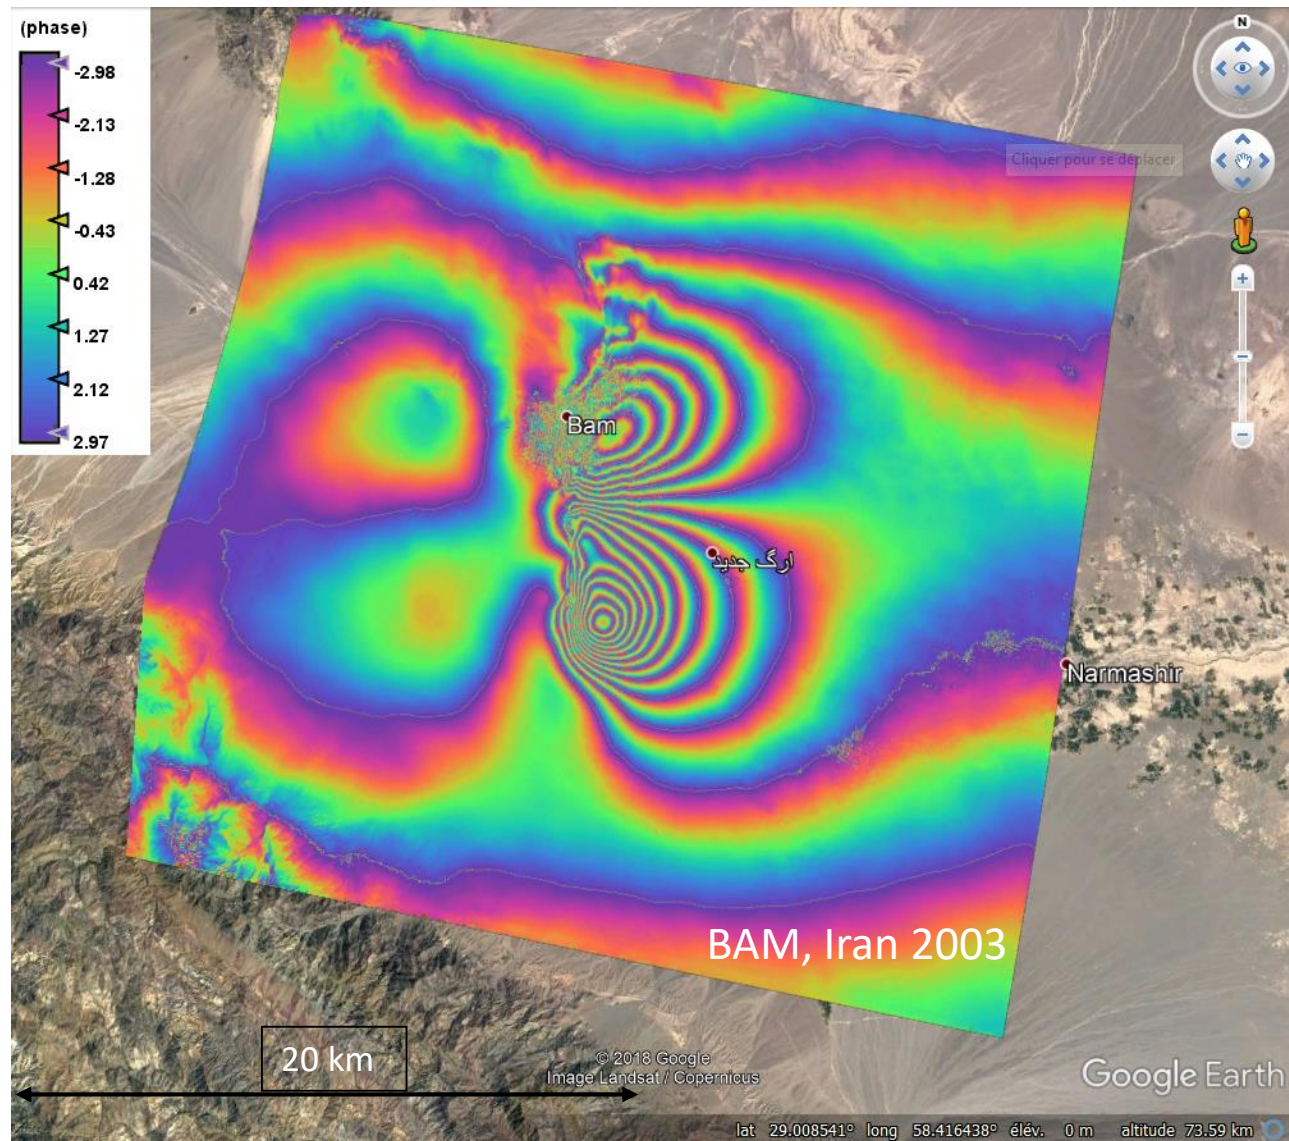 (phase)
-2.98
-2.13
-1.28
-0.43
0.42
1.27
2.12
2.97
N
Cliquer pour se déplacer
Bam
ارگ جدید
Narmashir
BAM, Iran 2003
20 km
© 2018 Google
Image Landsat / Copernicus
Google Earth
lat 29.008541° long 58.416438° élév. 0 m altitude 73.59 km